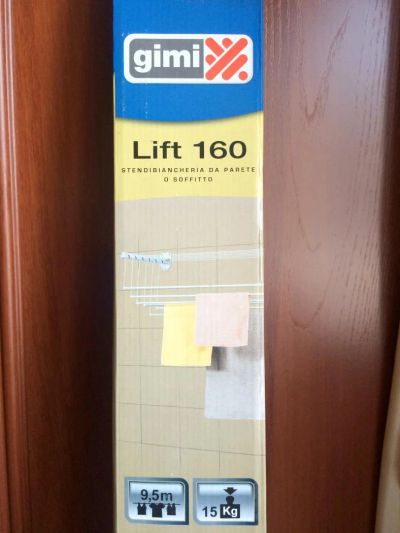 gimi
Lift 160
STENDIBIANCHERIA DA PARETE
O SOFFITTO
9,5m
15 Kg